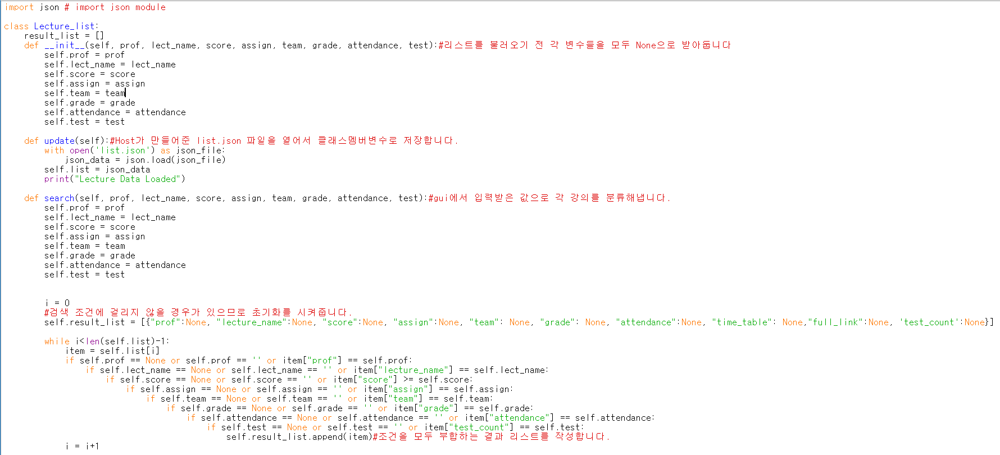 import json # import json module
class Lecture_list:
    result_list = []
    def __init__(self, prof, lect_name, score, assign, team, grade, attendance, test):#리스트를 불러오기 전 각 변수들을 모두 None으로 받아둡니다
        self.prof = prof
        self.lect_name = lect_name
        self.score = score
        self.assign = assign
        self.team = team
        self.grade = grade
        self.attendance = attendance
        self.test = test
    def update(self):#Host가 만들어준 list.json 파일을 열어서 클래스멤버변수로 저장합니다.
        with open('list.json') as json_file:
            json_data = json.load(json_file)
        self.list = json_data
        print("Lecture Data Loaded")
    def search(self, prof, lect_name, score, assign, team, grade, attendance, test):#gui에서 입력받은 값으로 각 강의를 분류해냅니다.
        self.prof = prof
        self.lect_name = lect_name
        self.score = score
        self.assign = assign
        self.team = team
        self.grade = grade
        self.attendance = attendance
        self.test = test
        i = 0
        #검색 조건에 걸리지 않을 경우가 있으므로 초기화를 시켜줍니다.
        self.result_list = [{"prof":None, "lecture_name":None, "score":None, "assign":None, "team": None, "grade": None, "attendance":None, "time_table": None,"full_link":None, 'test_count':None}]
        while i<len(self.list)-1:
            item = self.list[i]
            if self.prof == None or self.prof == '' or item["prof"] == self.prof:
                if self.lect_name == None or self.lect_name == '' or item["lecture_name"] == self.lect_name:
                    if self.score == None or self.score == '' or item["score"] >= self.score:
                        if self.assign == None or self.assign == '' or item["assign"] == self.assign:
                            if self.team == None or self.team == '' or item["team"] == self.team:
                                if self.grade == None or self.grade == '' or item["grade"] == self.grade:
                                    if self.attendance == None or self.attendance == '' or item["attendance"] == self.attendance:
                                        if self.test == None or self.test == '' or item["test_count"] == self.test:
                                            self.result_list.append(item)#조건을 모두 부합하는 결과 리스트를 작성합니다.
            i = i+1